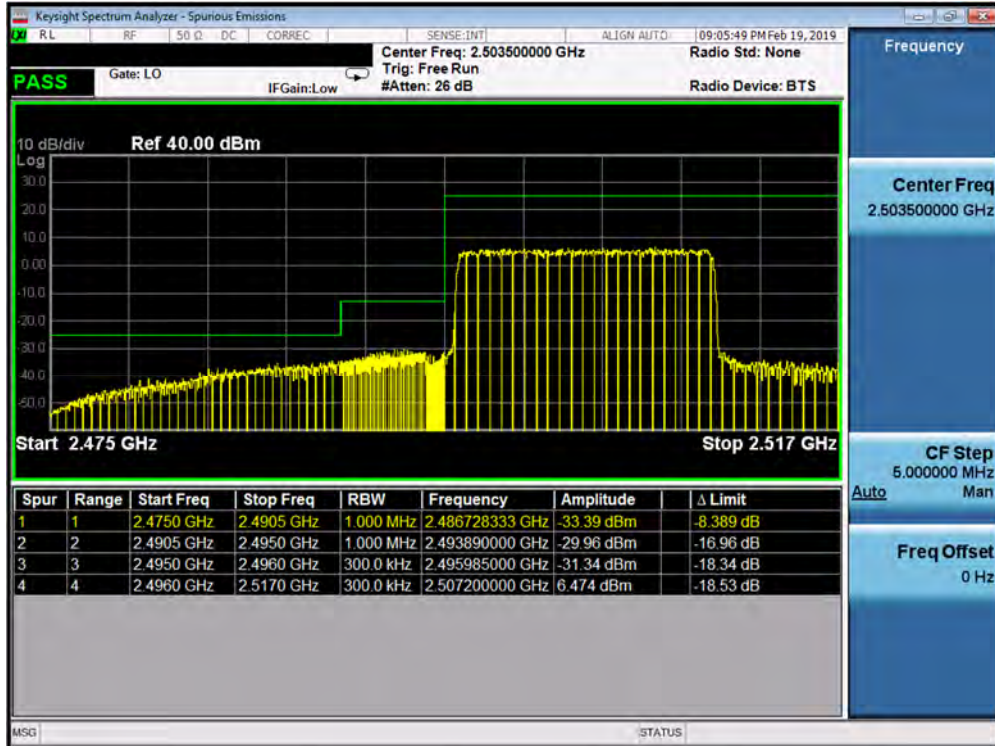 Keysight Spectrum Analyzer - Spurious Emissions
LXI RL RF 50 Ω DC CORREC SENSE:INT ALIGN AUTO 09:05:49 PM Feb 19, 2019
Center Freq: 2.503500000 GHz Radio Std: None
Trig: Free Run
PASS Gate: LO IFGain:Low #Atten: 26 dB Radio Device: BTS
10 dB/div Ref 40.00 dBm
Log
30.0
20.0
10.0
0.00
-10.0
-20.0
-30.0
-40.0
-50.0
Start 2.475 GHz Stop 2.517 GHz
Spur Range Start Freq Stop Freq RBW Frequency Amplitude Δ Limit
1 1 2.4750 GHz 2.4905 GHz 1.000 MHz 2.486728333 GHz -33.39 dBm -8.389 dB
2 2 2.4905 GHz 2.4950 GHz 1.000 MHz 2.493890000 GHz -29.96 dBm -16.96 dB
3 3 2.4950 GHz 2.4960 GHz 300.0 kHz 2.495985000 GHz -31.34 dBm -18.34 dB
4 4 2.4960 GHz 2.5170 GHz 300.0 kHz 2.507200000 GHz 6.474 dBm -18.53 dB
MSG STATUS
Frequency
Center Freq
2.503500000 GHz
CF Step
5.000000 MHz
Auto Man
Freq Offset
0 Hz